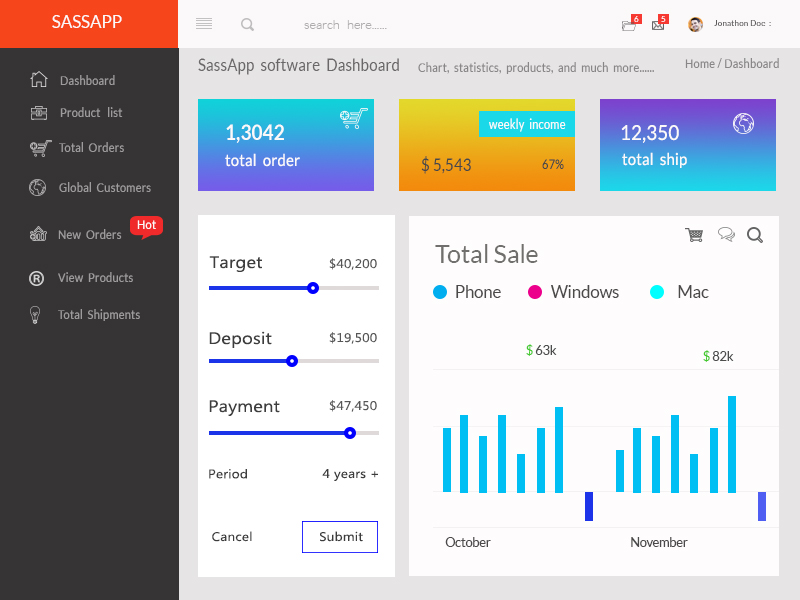 SASSAPP
search here......
6
5
Jonathon Doc :
Dashboard
Product list
Total Orders
Global Customers
New Orders
Hot
R
View Products
Total Shipments
SassApp software Dashboard
Chart, statistics, products, and much more......
Home / Dashboard
1,3042
total order
weekly income
$ 5,543
67%
12,350
total ship
Target
$40,200
Deposit
$19,500
Payment
$47,450
Period
4 years +
Cancel
Submit
Total Sale
Phone
Windows
Mac
$ 63k
$ 82k
October
November